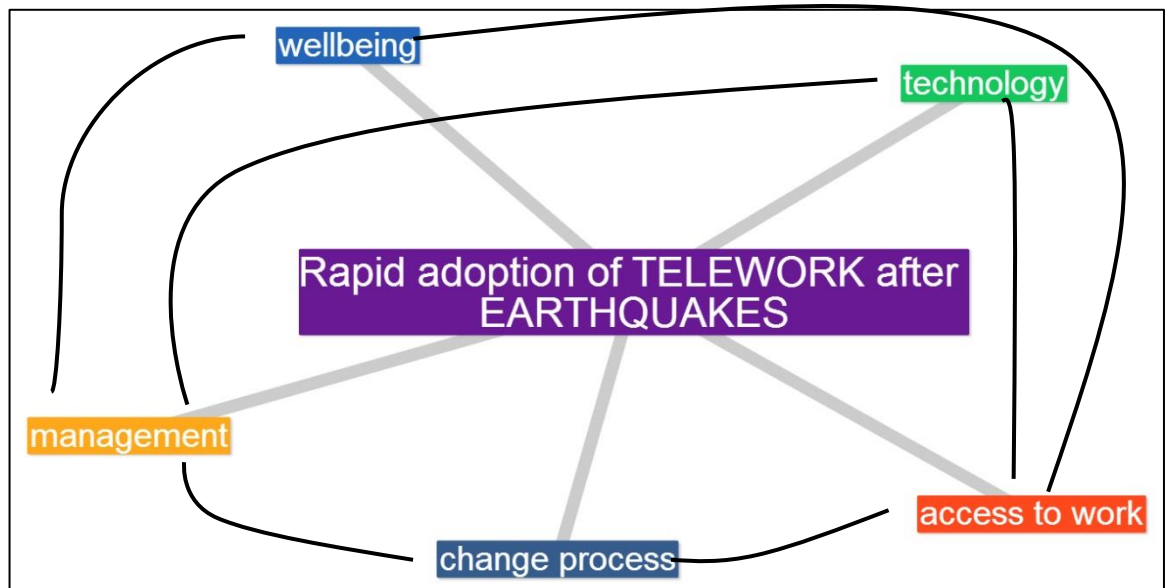 wellbeing
technology
Rapid adoption of TELEWORK after
EARTHQUAKES
management
access to work
change process